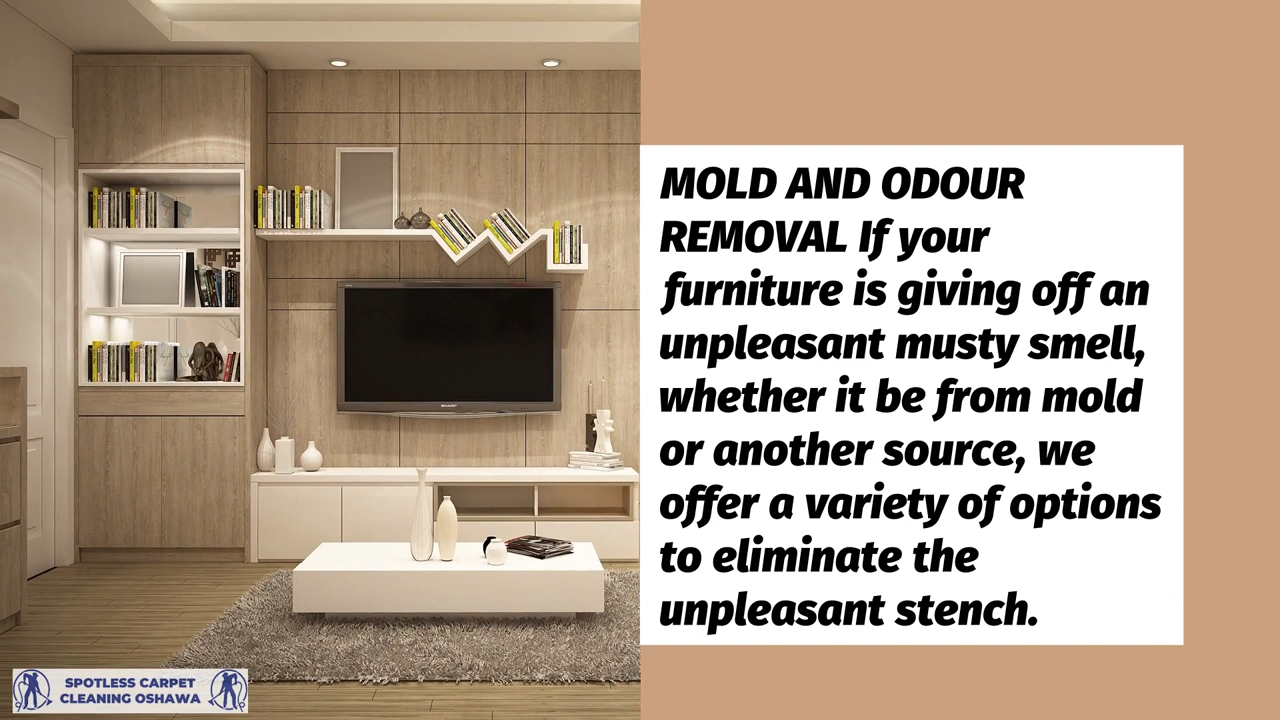 MOLD AND ODOUR
REMOVAL If your
furniture is giving off an
unpleasant musty smell,
whether it be from mold
or another source, we
offer a variety of options
to eliminate the
unpleasant stench.
SHARP
SPOTLESS CARPET
CLEANING OSHAWA